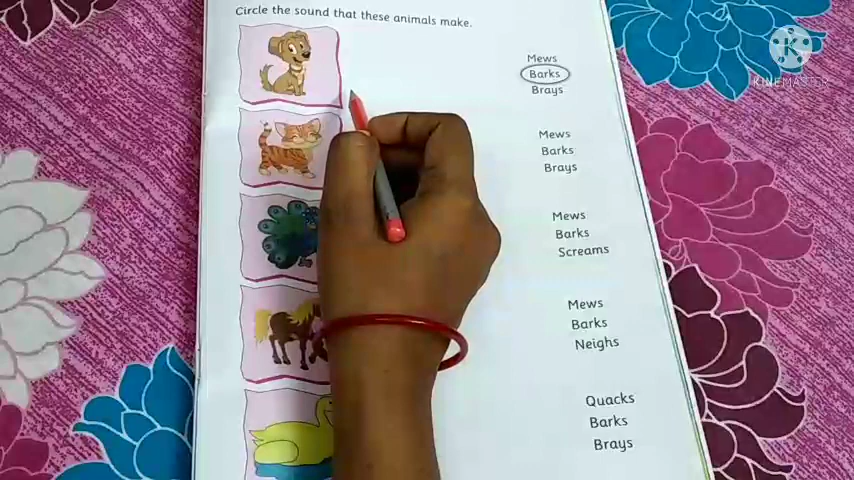 Circle the sound that these animals make.
Mews
Barks
Brays
Mews
Barks
Brays
Mews
Barks
Screams
Mews
Barks
Neighs
Quacks
Barks
Brays
KINEMASTER